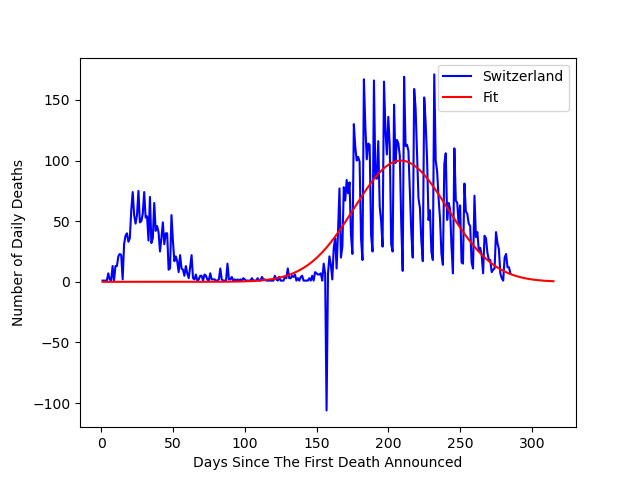 Switzerland
Fit
150
100
50
0
−50
−100
Number of Daily Deaths
0 50 100 150 200 250 300
Days Since The First Death Announced